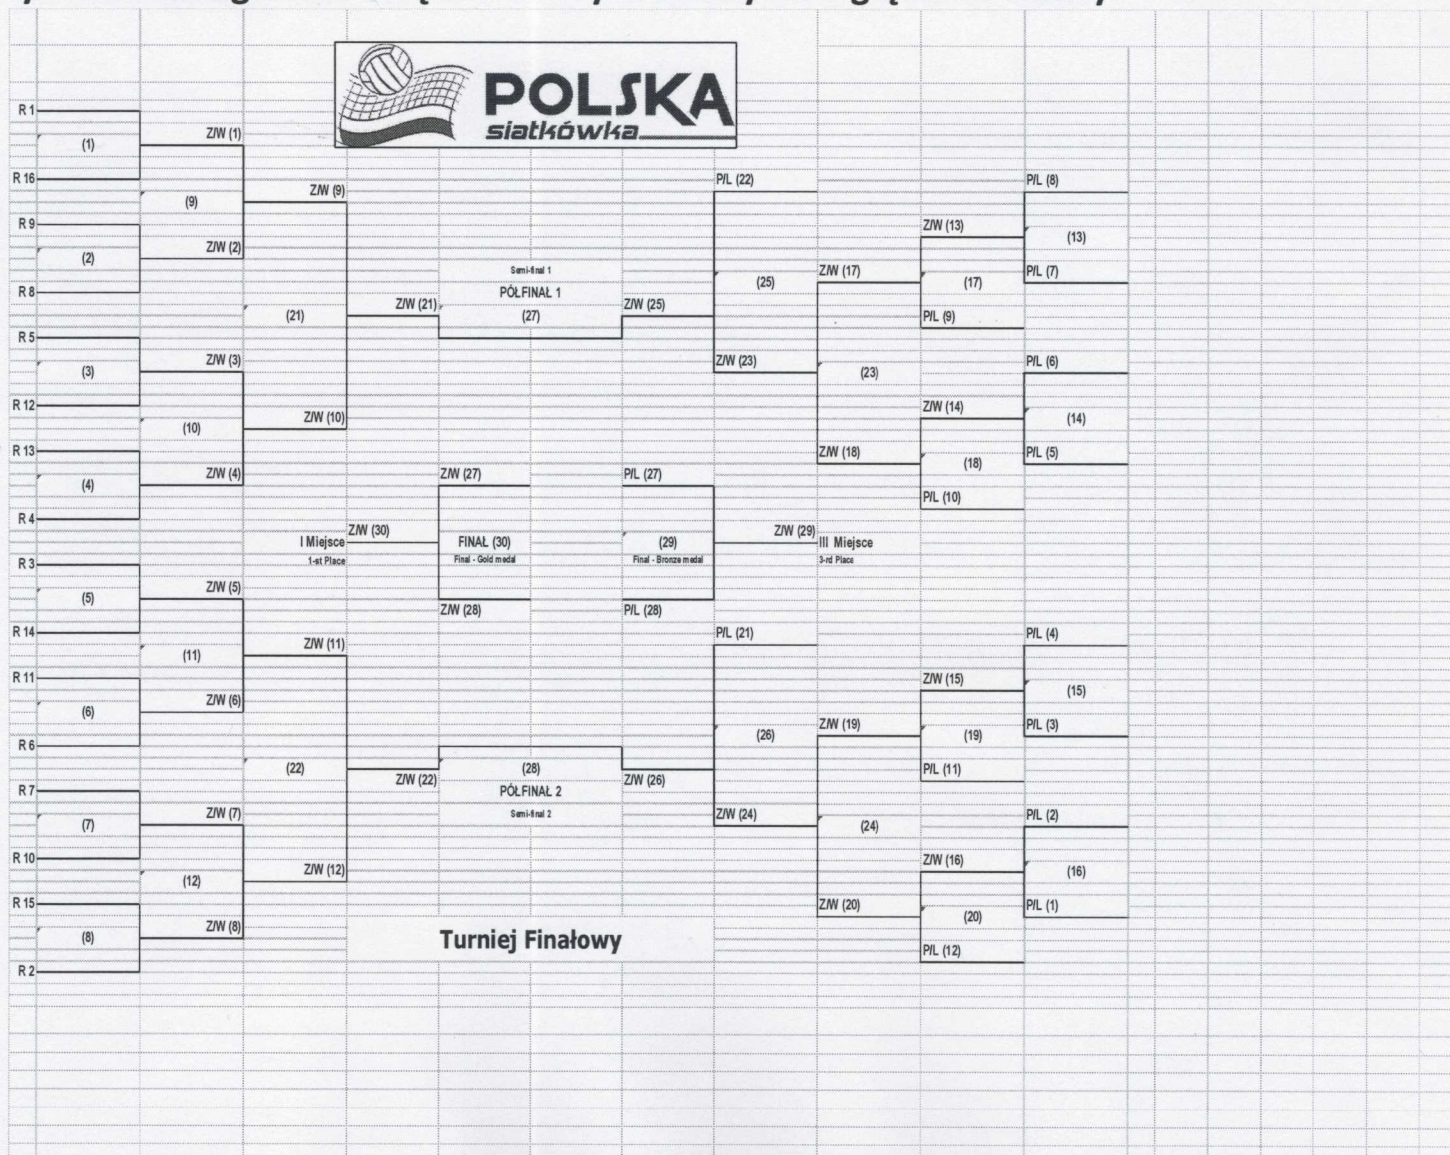 POLSKA
siatkówka
R 1
(1)
Z/W (1)
R 16
Z/W (9)
P/L (22)
P/L (8)
(9)
R 9
Z/W (13)
(2)
Z/W (2)
(13)
Semi-final 1
Z/W (17)
P/L (7)
R 8
PÓŁFINAŁ 1
(25)
(17)
Z/W (21)
(21)
(27)
Z/W (25)
P/L (9)
R 5
Z/W (3)
Z/W (23)
P/L (6)
(3)
(23)
R 12
Z/W (10)
Z/W (14)
(10)
(14)
R 13
Z/W (18)
P/L (5)
(4)
Z/W (4)
Z/W (27)
P/L (27)
(18)
P/L (10)
R 4
Z/W (30)
Z/W (29)
I Miejsce
FINAŁ (30)
(29)
III Miejsce
R 3
1-st Place
Final - Gold medal
Final - Bronze medal
3-rd Place
Z/W (5)
(5)
Z/W (28)
P/L (28)
R 14
Z/W (11)
P/L (21)
P/L (4)
(11)
R 11
Z/W (15)
(15)
(6)
Z/W (6)
Z/W (19)
P/L (3)
(26)
(19)
R 6
(22)
Z/W (22)
(28)
Z/W (26)
P/L (11)
R 7
PÓŁFINAŁ 2
Z/W (7)
Semi-final 2
Z/W (24)
P/L (2)
(7)
(24)
R 10
Z/W (12)
Z/W (16)
(12)
(16)
R 15
Z/W (20)
P/L (1)
(8)
Z/W (8)
(20)
Turniej Finałowy
P/L (12)
R 2